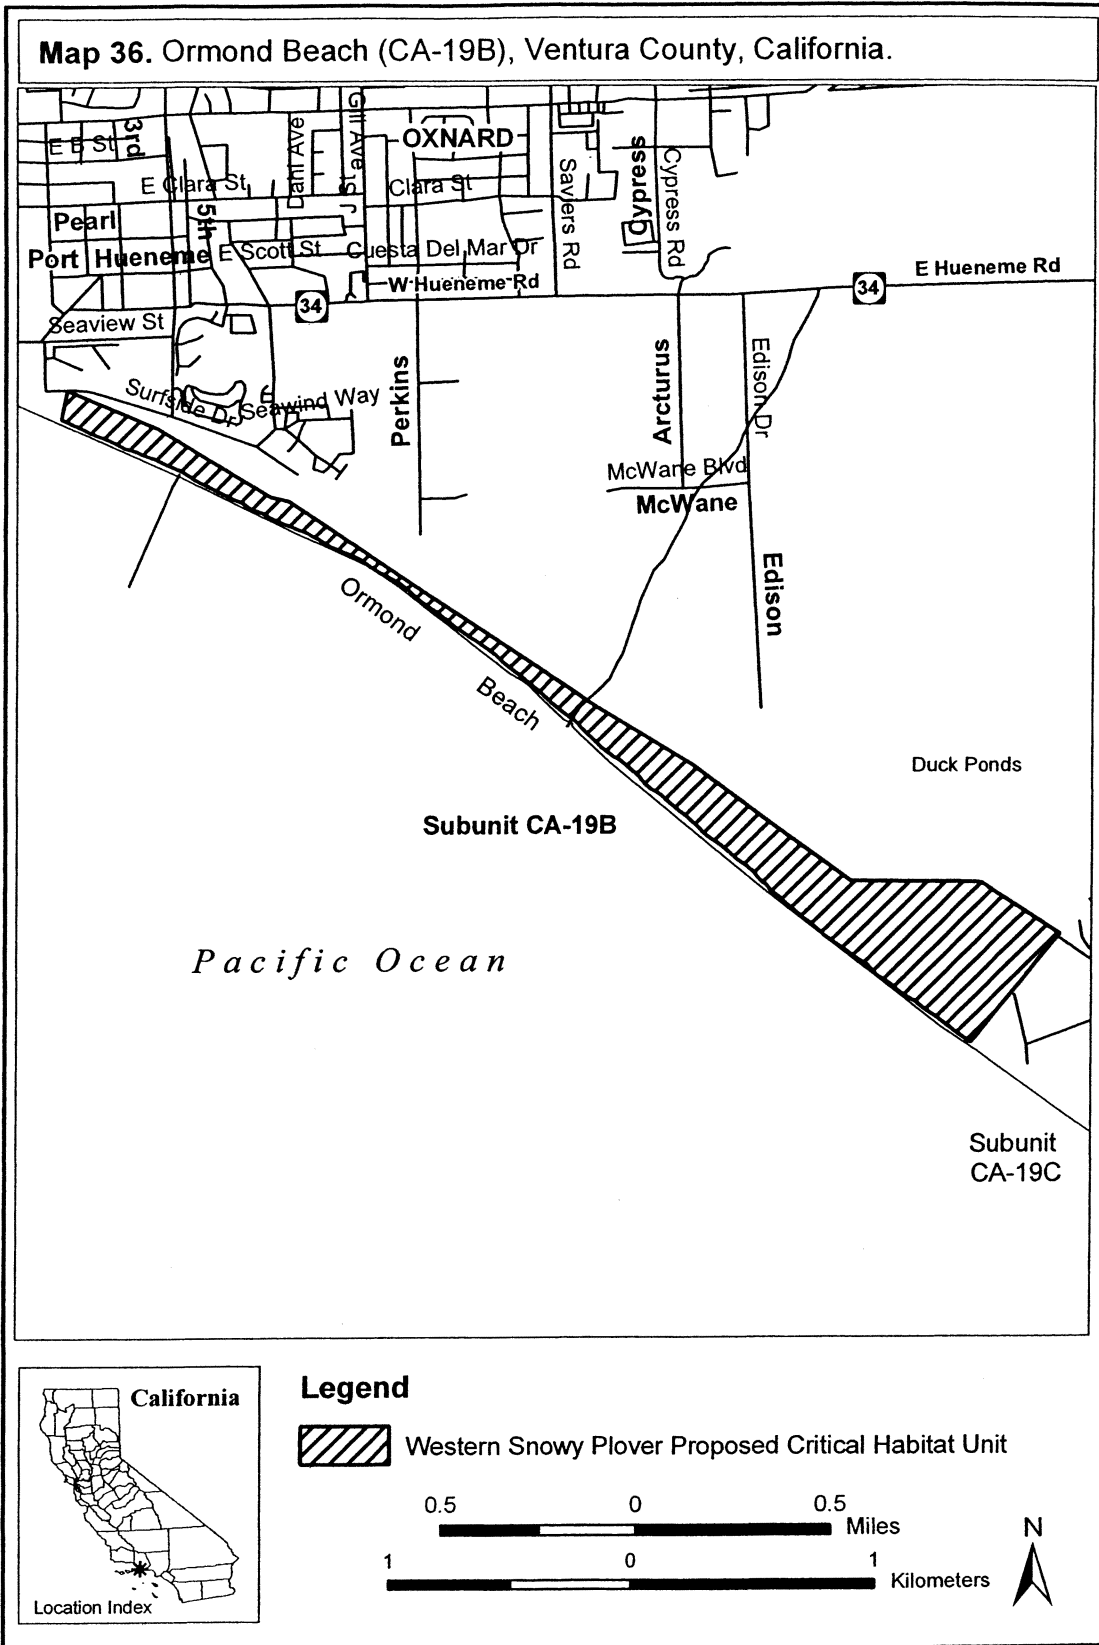 Map 36. Ormond Beach (CA-19B), Ventura County, California.
OXNARD
E B St
3rd
Dahl Ave
Gill Ave
J St
E Clara St
Clara St
Saviers Rd
Cypress
Cypress Rd
Pearl
5th
Port Hueneme
E Scott St
Cuesta Del Mar Dr
W Hueneme Rd
E Hueneme Rd
34
34
Seaview St
Surfside Dr
Seawind Way
Perkins
Arcturus
Edison Dr
McWane Blvd
McWane
Edison
Ormond
Beach
Duck Ponds
Subunit CA-19B
Pacific Ocean
Subunit
CA-19C
California
Location Index
Legend
Western Snowy Plover Proposed Critical Habitat Unit
0.5 0 0.5
Miles
1 0 1
Kilometers
N